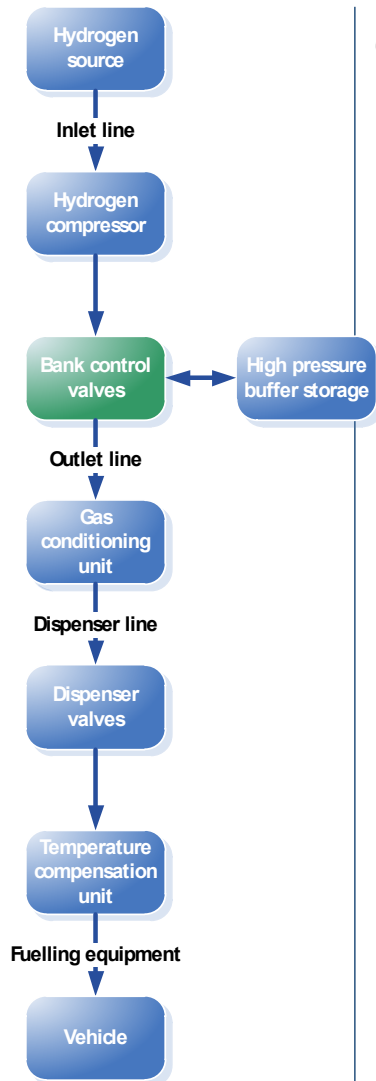 Hydrogen
source
Inlet line
Hydrogen
compressor
Bank control
valves
High pressure
buffer storage
Outlet line
Gas
conditioning
unit
Dispenser line
Dispenser
valves
Temperature
compensation
unit
Fuelling equipment
Vehicle